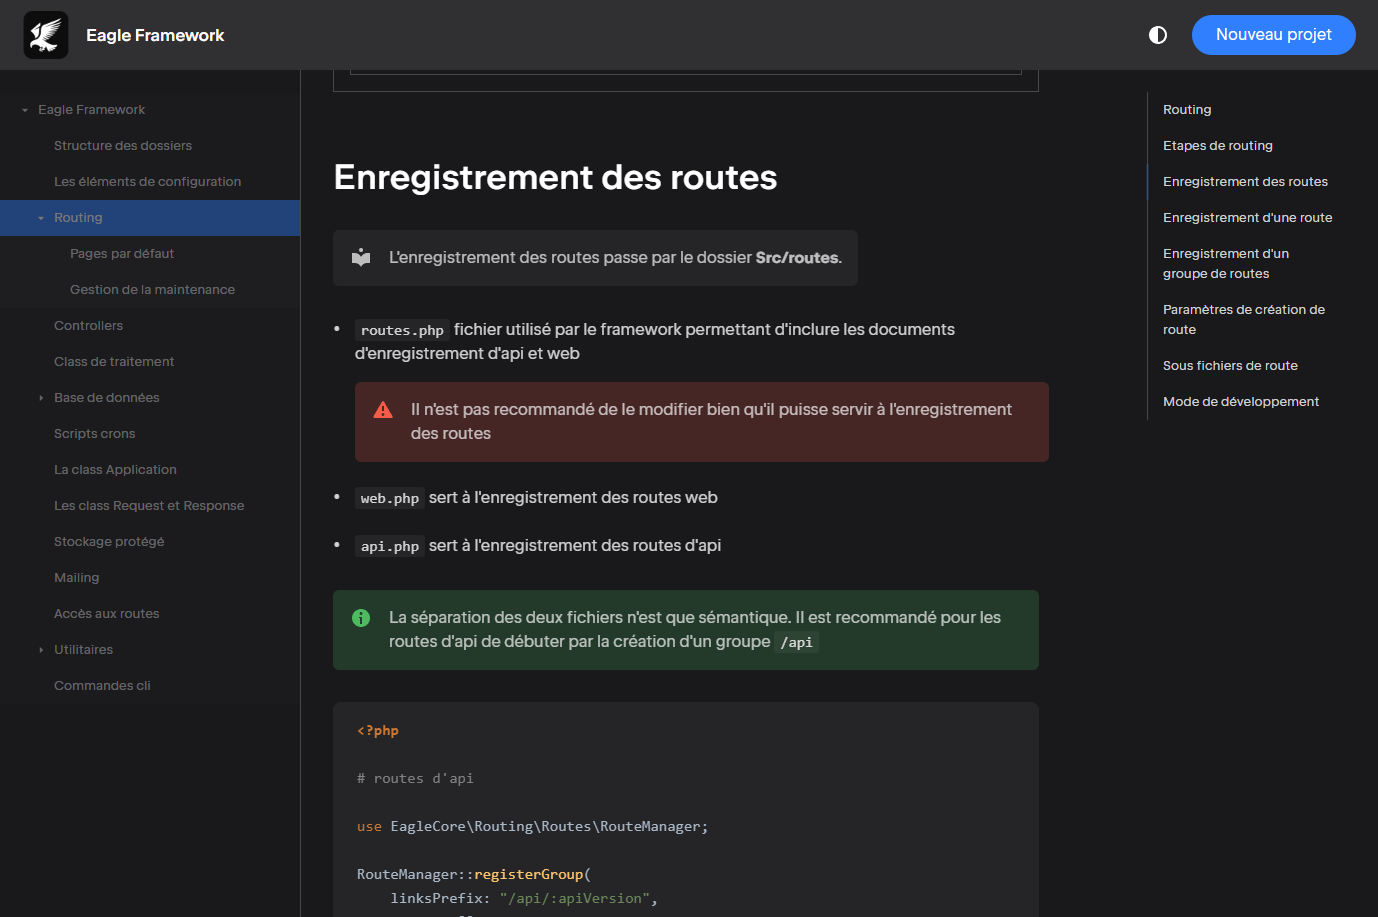 Eagle Framework
Nouveau projet
Eagle Framework
Structure des dossiers
Les éléments de configuration
Routing
Pages par défaut
Gestion de la maintenance
Controllers
Class de traitement
Base de données
Scripts crons
La class Application
Les class Request et Response
Stockage protégé
Mailing
Accès aux routes
Utilitaires
Commandes cli
Enregistrement des routes
L'enregistrement des routes passe par le dossier Src/routes.
• routes.php fichier utilisé par le framework permettant d'inclure les documents
d'enregistrement d'api et web
Il n'est pas recommandé de le modifier bien qu'il puisse servir à l'enregistrement
des routes
• web.php sert à l'enregistrement des routes web
• api.php sert à l'enregistrement des routes d'api
La séparation des deux fichiers n'est que sémantique. Il est recommandé pour les
routes d'api de débuter par la création d'un groupe /api
<?php
# routes d'api
use EagleCore\Routing\Routes\RouteManager;
RouteManager::registerGroup(
linksPrefix: "/api/:apiVersion",
Routing
Etapes de routing
Enregistrement des routes
Enregistrement d'une route
Enregistrement d'un
groupe de routes
Paramètres de création de
route
Sous fichiers de route
Mode de développement